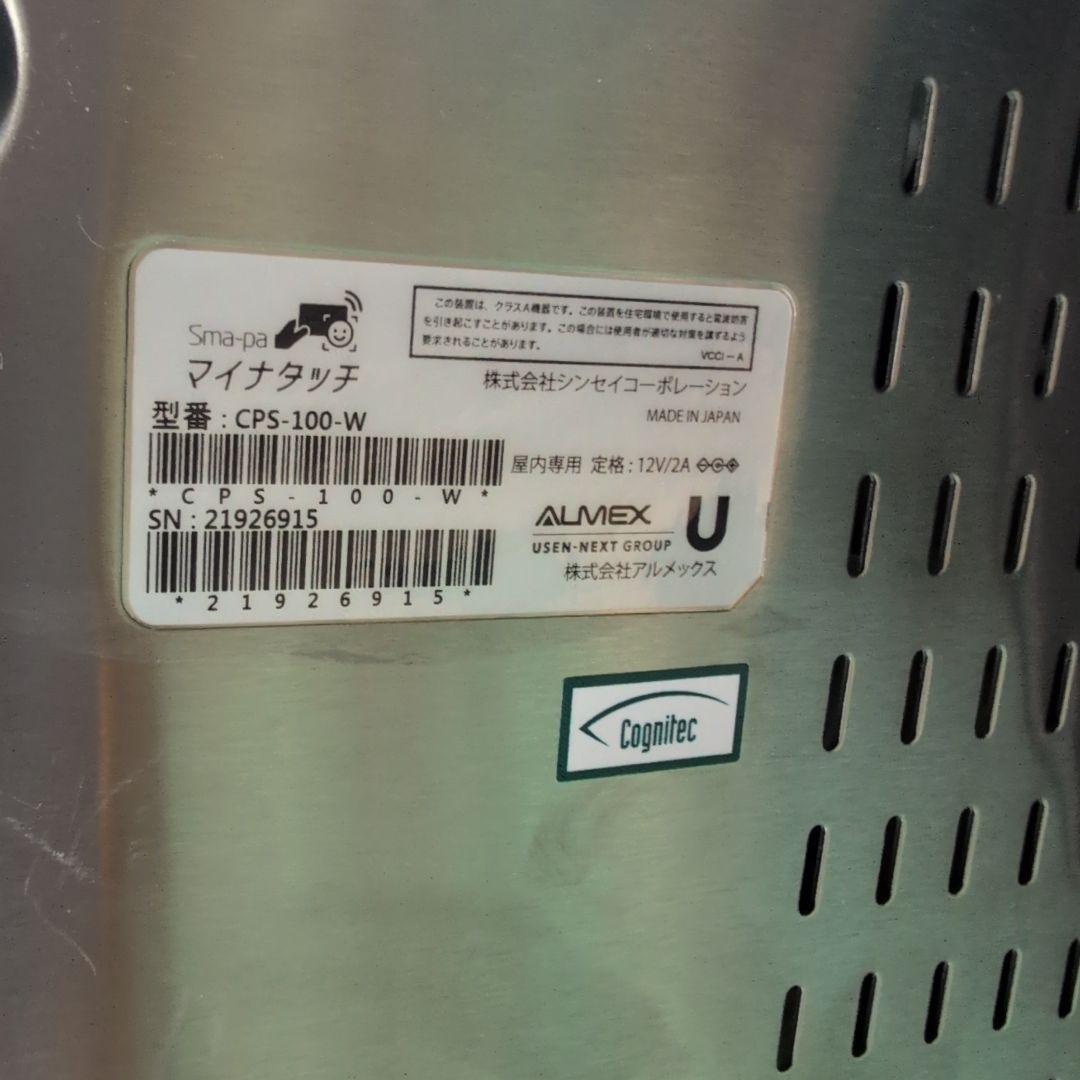 Sma-pa
マイナタッチ
この装置は、クラスA機器です。この装置を住宅環境で使用すると電波妨害
を引き起こすことがあります。この場合には使用者が適切な対策を講ずるよう
要求されることがあります。
VCCI-A
株式会社シンセイコーポレーション
MADE IN JAPAN
型番:CPS-100-W
*CPS-100-W*
屋内専用 定格:12V/2A
SN:21926915
*21926915*
ALMEX
USEN-NEXT GROUP
U
株式会社アルメックス
Cognitec